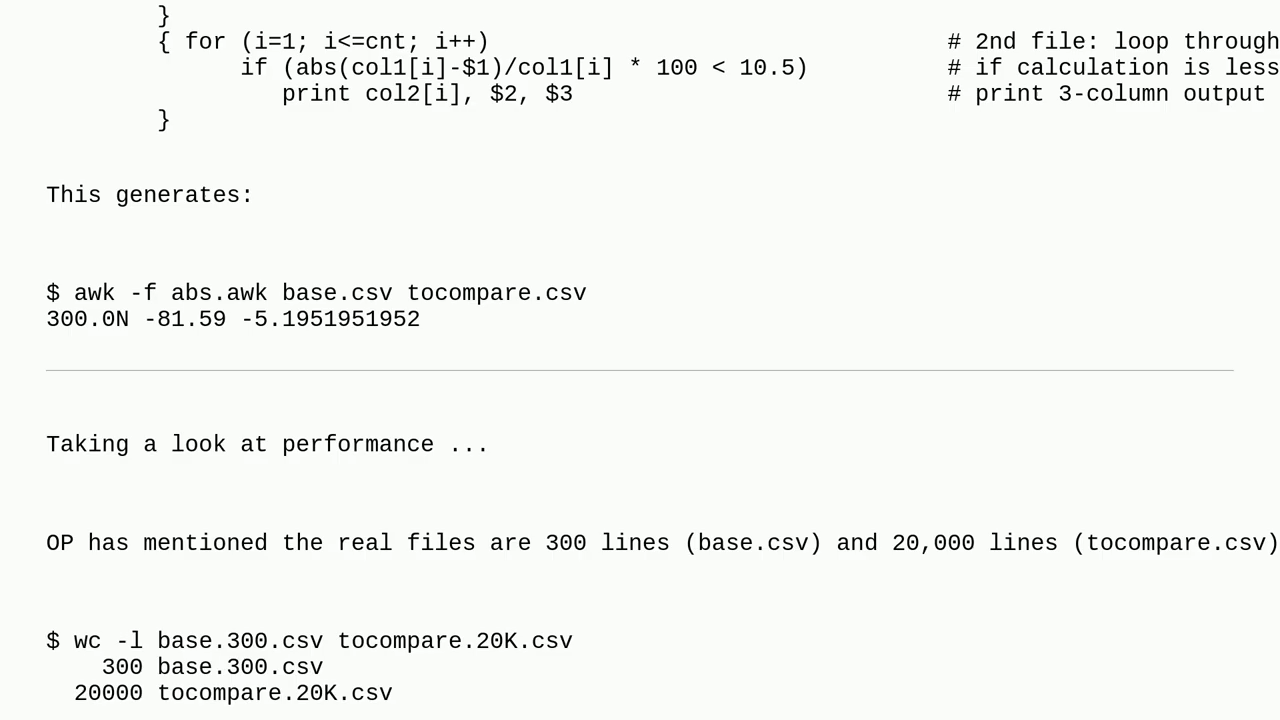 }
{ for (i=1; i<=cnt; i++) # 2nd file: loop through
if (abs(col1[i]-$1)/col1[i] * 100 < 10.5) # if calculation is less
print col2[i], $2, $3 # print 3-column output
}
This generates:
$ awk -f abs.awk base.csv tocompare.csv
300.0N -81.59 -5.1951951952
Taking a look at performance ...
OP has mentioned the real files are 300 lines (base.csv) and 20,000 lines (tocompare.csv)
$ wc -l base.300.csv tocompare.20K.csv
300 base.300.csv
20000 tocompare.20K.csv